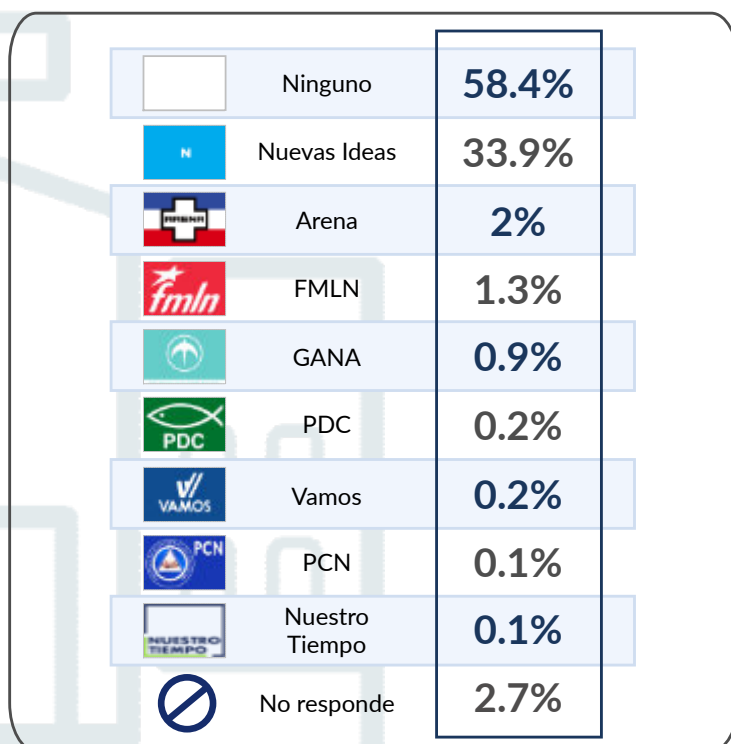 Ninguno 58.4%
N Nuevas Ideas 33.9%
ARENA Arena 2%
fmln FMLN 1.3%
GANA 0.9%
PDC PDC 0.2%
VAMOS Vamos 0.2%
PCN PCN 0.1%
NUESTRO TIEMPO Nuestro Tiempo 0.1%
No responde 2.7%